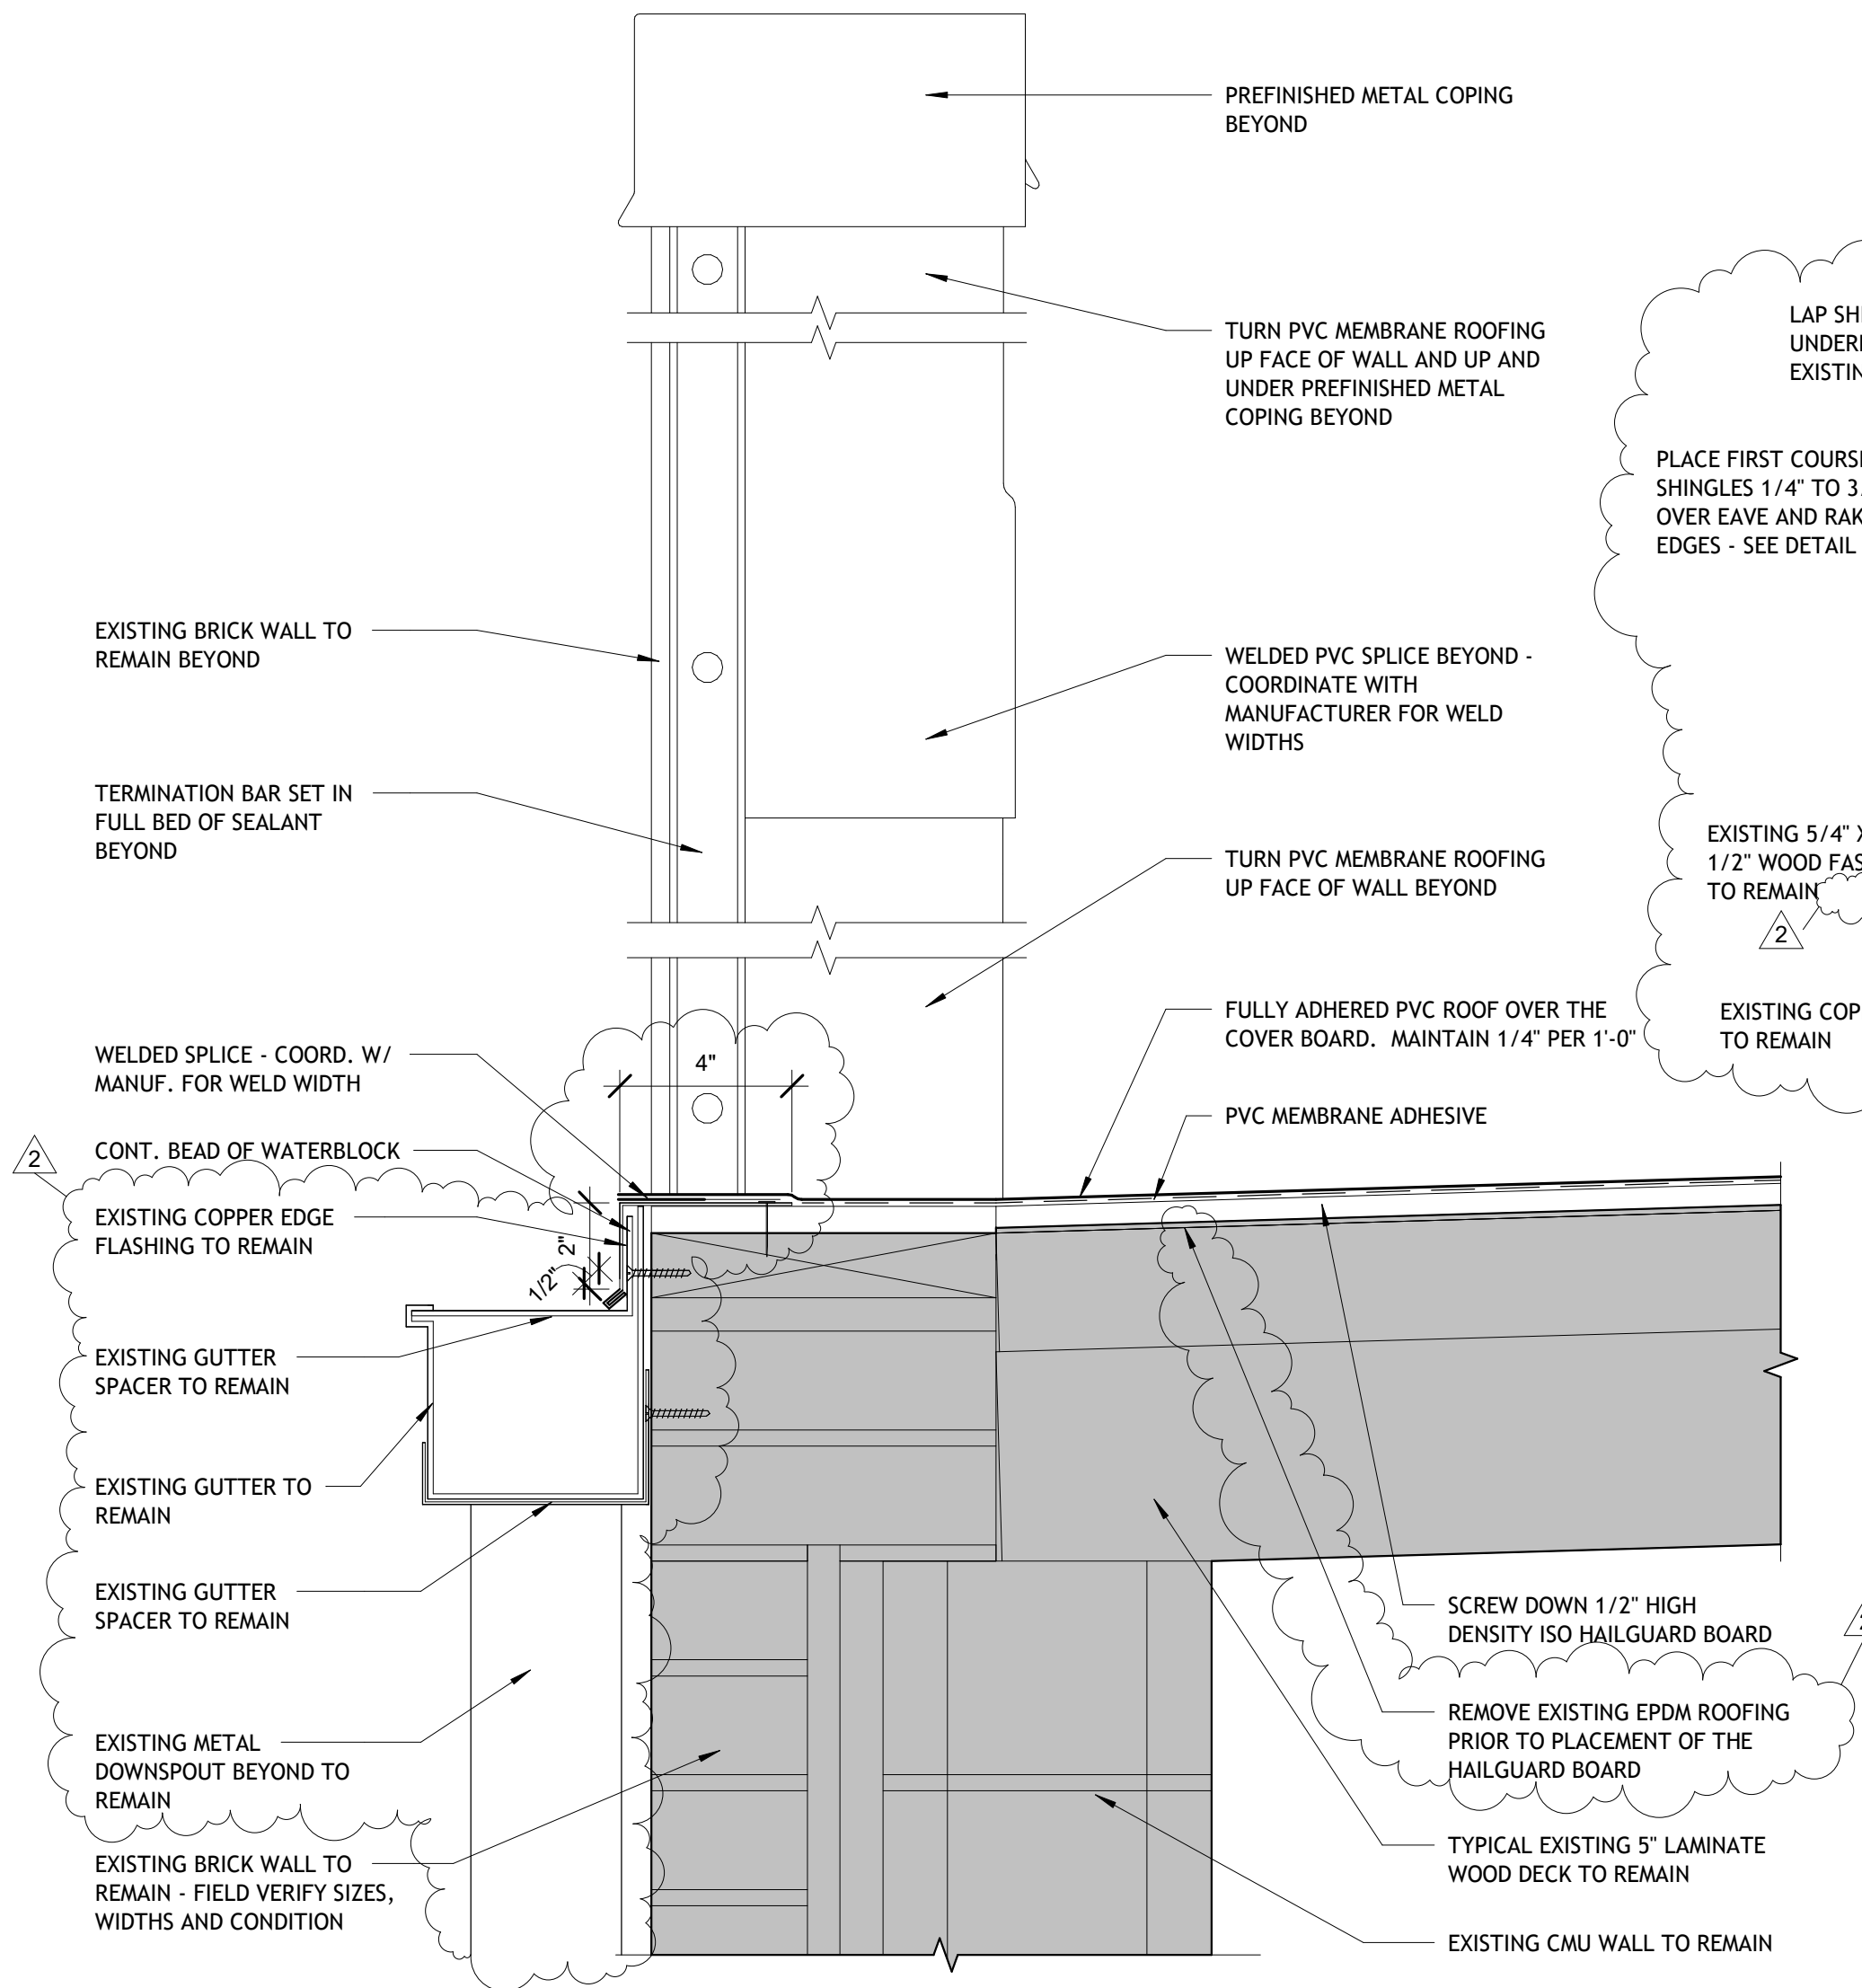 PREFINISHED METAL COPING
BEYOND
TURN PVC MEMBRANE ROOFING
UP FACE OF WALL AND UP AND
UNDER PREFINISHED METAL
COPING BEYOND
EXISTING BRICK WALL TO
REMAIN BEYOND
WELDED PVC SPLICE BEYOND -
COORDINATE WITH
MANUFACTURER FOR WELD
WIDTHS
TERMINATION BAR SET IN
FULL BED OF SEALANT
BEYOND
TURN PVC MEMBRANE ROOFING
UP FACE OF WALL BEYOND
FULLY ADHERED PVC ROOF OVER THE
COVER BOARD. MAINTAIN 1/4" PER 1'-0"
WELDED SPLICE - COORD. W/
MANUF. FOR WELD WIDTH
4"
PVC MEMBRANE ADHESIVE
CONT. BEAD OF WATERBLOCK
2
EXISTING COPPER EDGE
FLASHING TO REMAIN
2"
1/2"
EXISTING GUTTER
SPACER TO REMAIN
EXISTING GUTTER TO
REMAIN
EXISTING GUTTER
SPACER TO REMAIN
EXISTING METAL
DOWNSPOUT BEYOND TO
REMAIN
EXISTING BRICK WALL TO
REMAIN - FIELD VERIFY SIZES,
WIDTHS AND CONDITION
SCREW DOWN 1/2" HIGH
DENSITY ISO HAILGUARD BOARD
REMOVE EXISTING EPDM ROOFING
PRIOR TO PLACEMENT OF THE
HAILGUARD BOARD
TYPICAL EXISTING 5" LAMINATE
WOOD DECK TO REMAIN
EXISTING CMU WALL TO REMAIN
LAP
PLACE FIRST
SHINGLES 1/4" TO
OVER EAVE AND
EDGES - SEE DETAIL
EXISTING 5/4"
1/2" WOOD
TO REMAIN
2
EXISTING
TO REMAIN